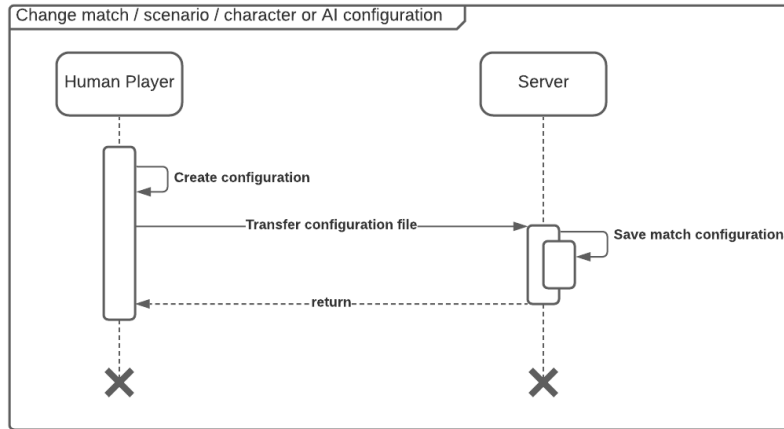 Change match / scenario / character or AI configuration
Human Player
Server
Create configuration
Transfer configuration file
Save match configuration
return